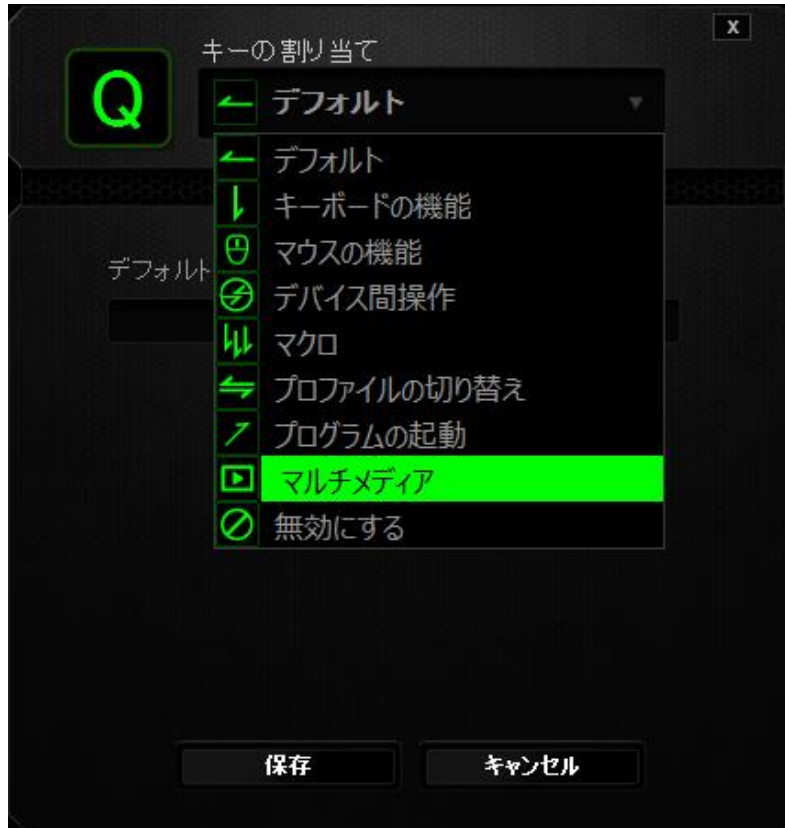 X
キーの割り当て
Q
デフォルト
デフォルト
キーボードの機能
マウスの機能
デフォルト
デバイス間操作
マクロ
プロファイルの切り替え
プログラムの起動
マルチメディア
無効にする
保存
キャンセル